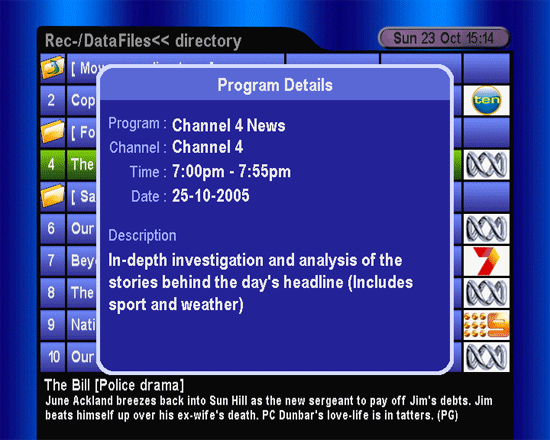 Rec-/DataFiles<< directory
Sun 23 Oct 15:14
Program Details
2 Cop
ten
[ Fo
4 The
[ Sa
6 Our
7 Bey
7
8 The
9 Nati
S
10 Our
Program : Channel 4 News
Channel : Channel 4
Time : 7:00pm - 7:55pm
Date : 25-10-2005
Description
In-depth investigation and analysis of the
stories behind the day's headline (Includes
sport and weather)
The Bill [Police drama]
June Ackland breezes back into Sun Hill as the new sergeant to pay off Jim's debts. Jim
beats himself up over his ex-wife's death. PC Dunbar's love-life is in tatters. (PG)